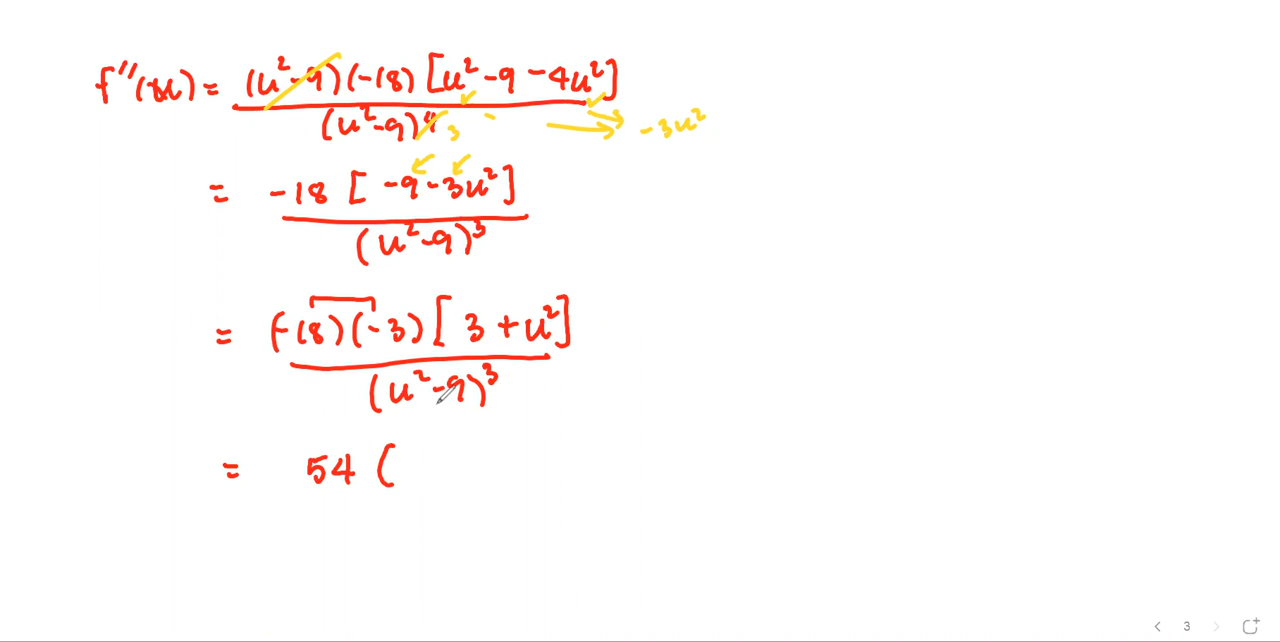 f''(x) = (u² - 9)(-18) [u² - 9 - 4u²]
(u² - 9)⁴ 3 - → -3u²
= -18 [ -9 - 3u² ]
(u² - 9)³
= (-18)(-3) [ 3 + u² ]
(u² - 9)³
= 54 (
3